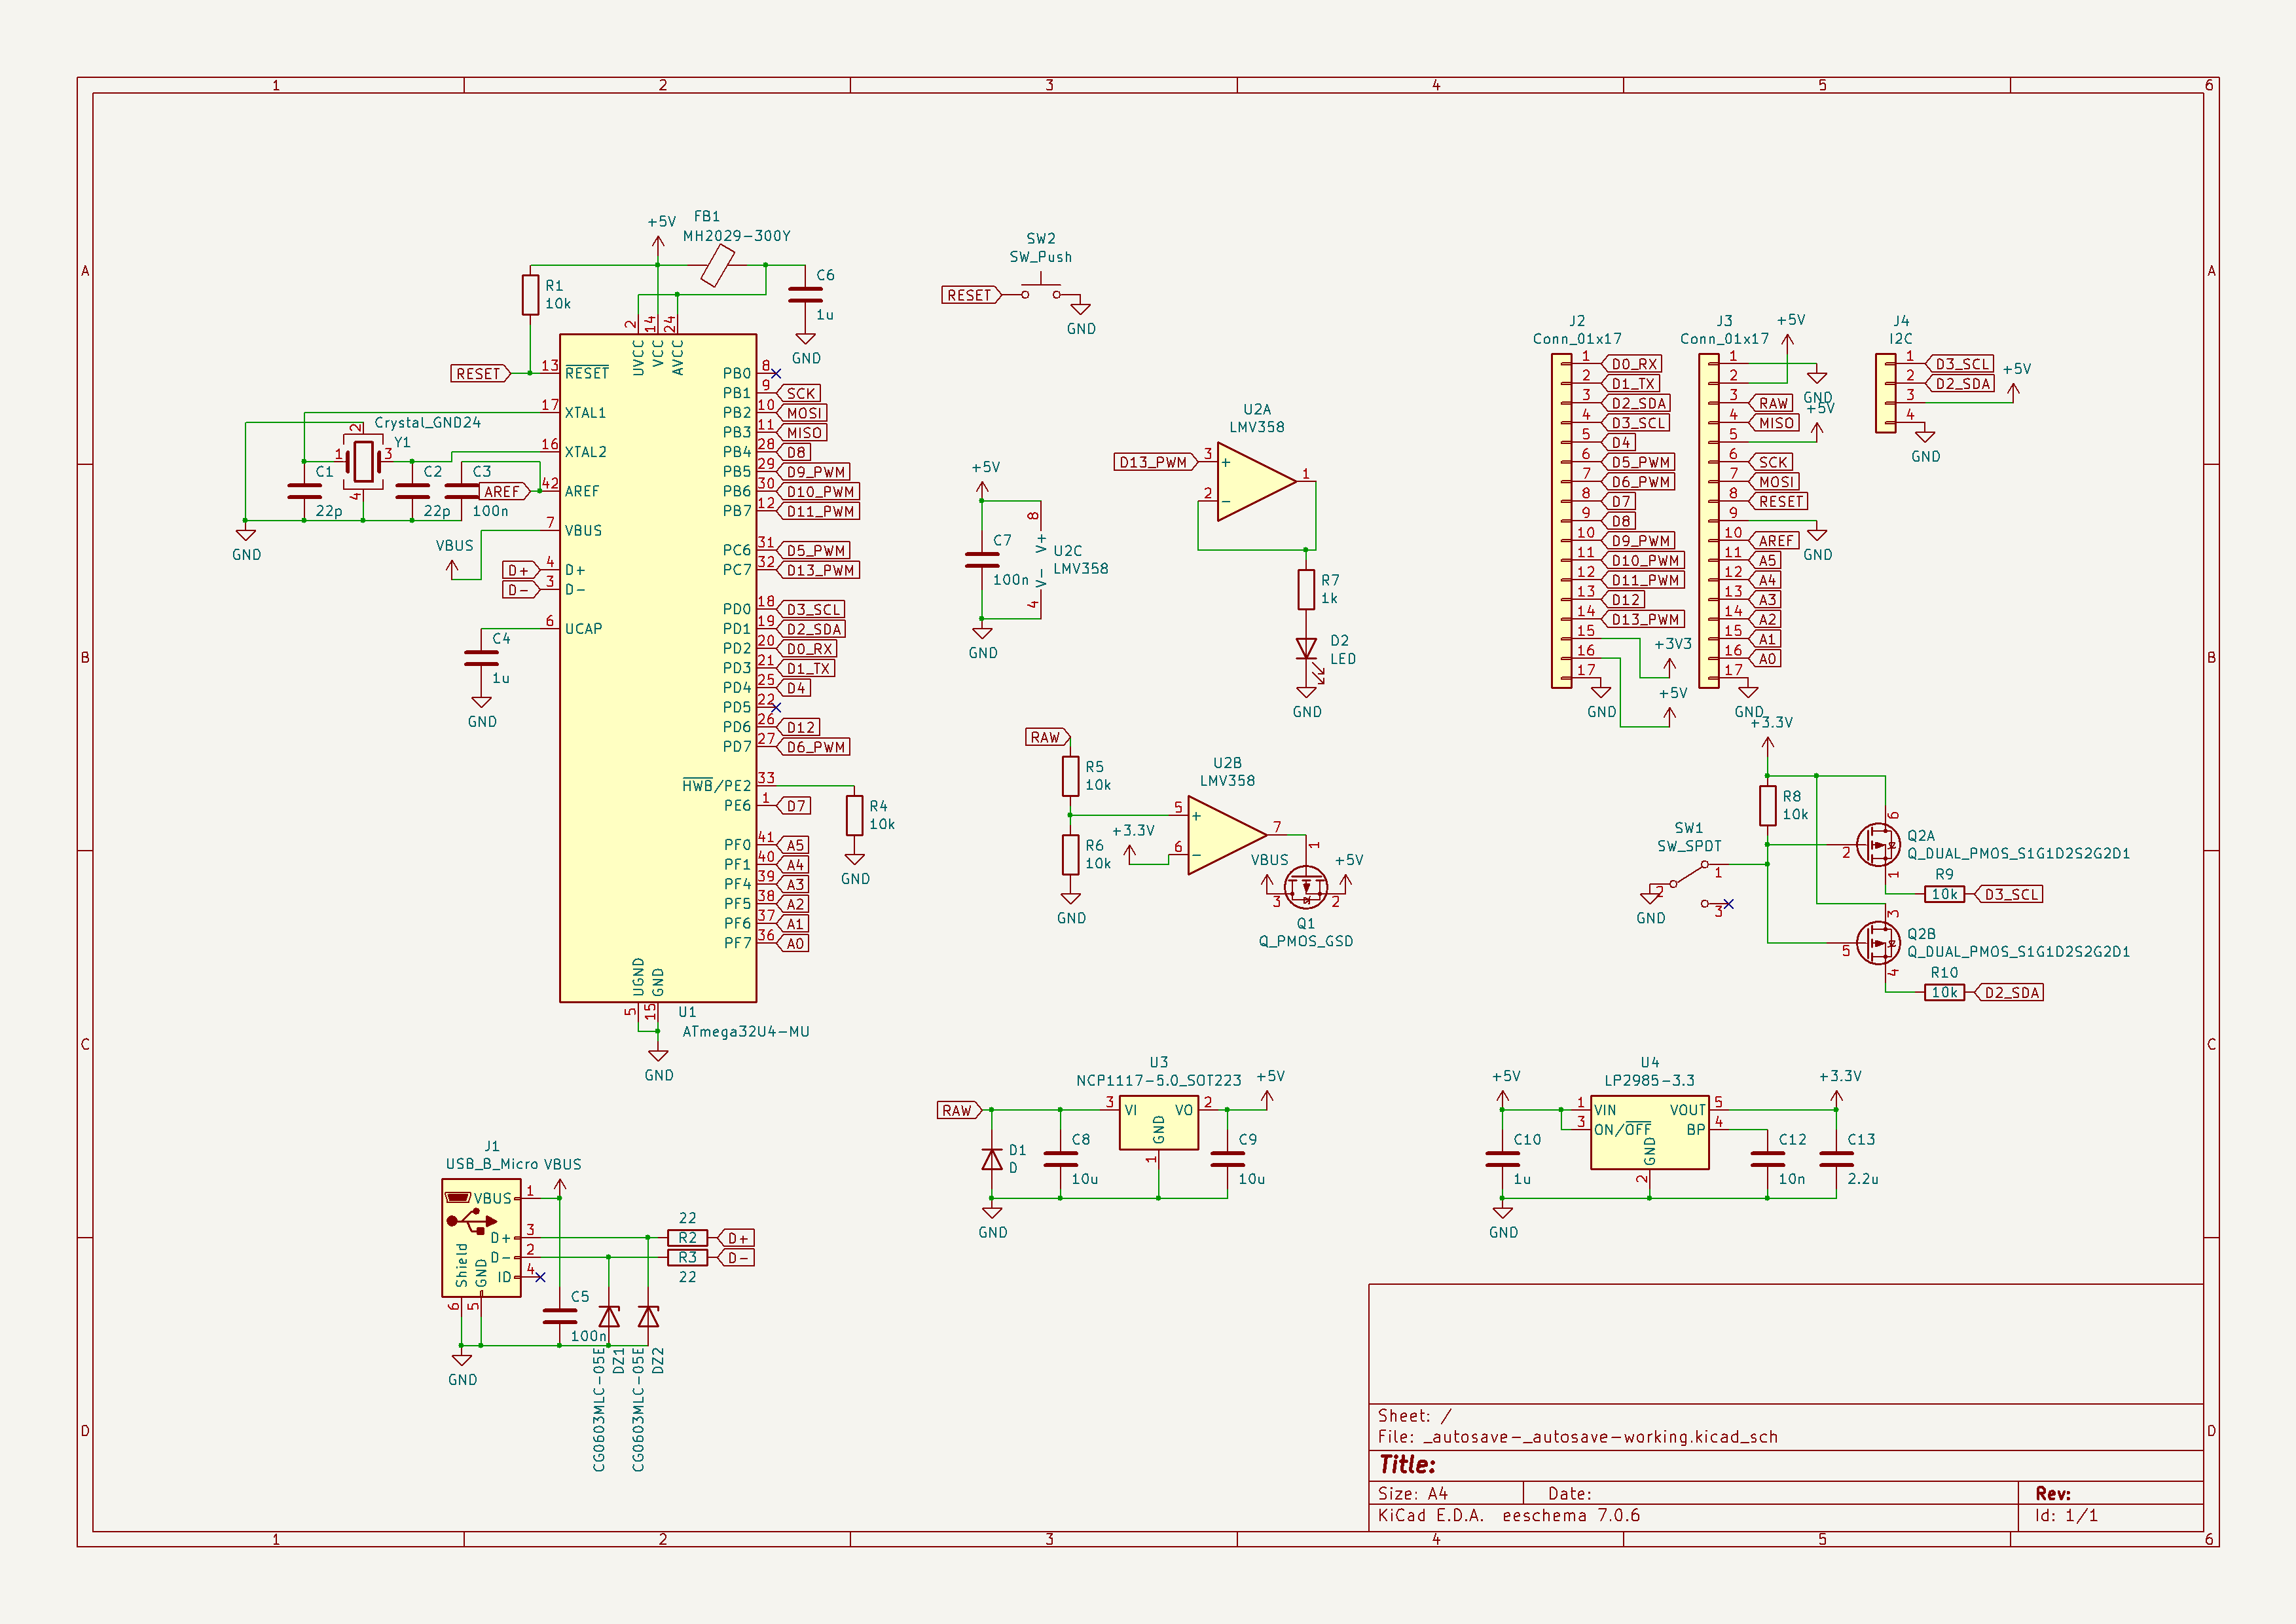 1 2 3 4 5 6
A
B
C
D
+5V
FB1
MH2029-300Y
R1
10k
C6
1u
GND
2 14 24
UVCC VCC AVCC
RESET 13 RESET
17 XTAL1
Crystal_GND24
Y1
2
1 3
4
16 XTAL2
C1
22p
C2
22p
C3
100n
AREF 42 AREF
GND
7 VBUS
VBUS
D+ 4 D+
D- 3 D-
6 UCAP
C4
1u
GND
PB0 8
PB1 9 SCK
PB2 10 MOSI
PB3 11 MISO
PB4 28 D8
PB5 29 D9_PWM
PB6 30 D10_PWM
PB7 12 D11_PWM
PC6 31 D5_PWM
PC7 32 D13_PWM
PD0 18 D3_SCL
PD1 19 D2_SDA
PD2 20 D0_RX
PD3 21 D1_TX
PD4 25 D4
PD5 22
PD6 26 D12
PD7 27 D6_PWM
HWB/PE2 33
PE6 1 D7
R4
10k
GND
PF0 41 A5
PF1 40 A4
PF4 39 A3
PF5 38 A2
PF6 37 A1
PF7 36 A0
UGND GND
5 15
U1
ATmega32U4-MU
GND
SW2
SW_Push
RESET
GND
+5V
8
V+
C7
100n
U2C
LMV358
V-
4
GND
U2A
LMV358
D13_PWM 3 +
2 -
1
R7
1k
D2
LED
GND
RAW
R5
10k
R6
10k
GND
+3.3V
U2B
LMV358
5 +
6 -
7
VBUS
1
+5V
3 2
Q1
Q_PMOS_GSD
J2
Conn_01x17
1 D0_RX
2 D1_TX
3 D2_SDA
4 D3_SCL
5 D4
6 D5_PWM
7 D6_PWM
8 D7
9 D8
10 D9_PWM
11 D10_PWM
12 D11_PWM
13 D12
14 D13_PWM
15
16
17
+3V3
+5V
GND
J3
Conn_01x17
+5V
1
2
GND
3 RAW
+5V
4 MISO
5
6 SCK
7 MOSI
8 RESET
9
GND
10 AREF
11 A5
12 A4
13 A3
14 A2
15 A1
16 A0
17
GND
J4
I2C
1 D3_SCL
2 D2_SDA
3
+5V
4
GND
+3.3V
R8
10k
SW1
SW_SPDT
1
2
3
GND
6
2
1
Q2A
Q_DUAL_PMOS_S1G1D2S2G2D1
R9
10k D3_SCL
3
5
4
Q2B
Q_DUAL_PMOS_S1G1D2S2G2D1
R10
10k D2_SDA
U3
NCP1117-5.0_SOT223
+5V
RAW
3 VI VO 2
GND
1
D1
D
C8
10u
C9
10u
GND
U4
LP2985-3.3
+5V
+3.3V
1 VIN VOUT 5
3 ON/OFF BP 4
GND
2
C10
1u
C12
10n
C13
2.2u
GND
J1
USB_B_Micro
VBUS
VBUS 1
D+ 3
D- 2
ID 4
Shield
GND
6 5
22
R2 D+
R3 D-
22
C5
100n
GND
CG0603MLC-05E
DZ1
CG0603MLC-05E
DZ2
Sheet: /
File: _autosave-_autosave-working.kicad_sch
Title:
Size: A4 Date: Rev:
KiCad E.D.A. eeschema 7.0.6 Id: 1/1
A
B
C
D
1 2 3 4 5 6